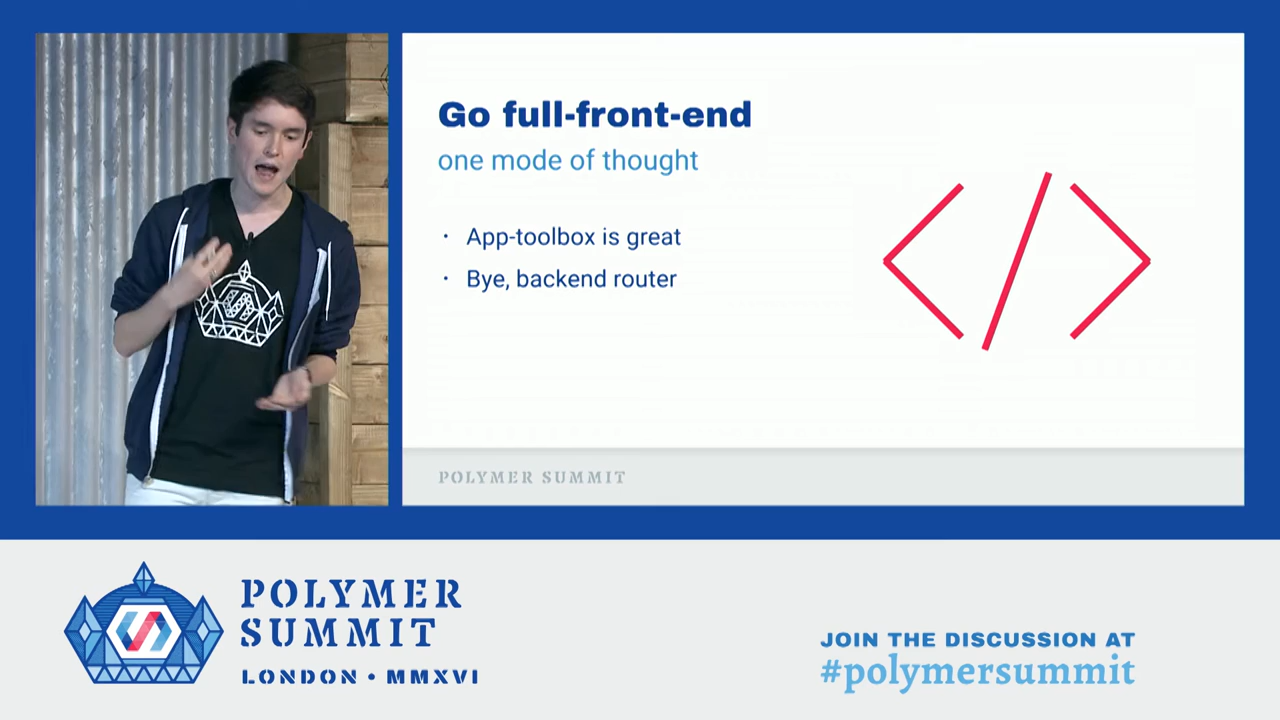 Go full-front-end
one mode of thought
· App-toolbox is great
· Bye, backend router
POLYMER SUMMIT
POLYMER
SUMMIT
LONDON • MMXVI
JOIN THE DISCUSSION AT
#polymersummit